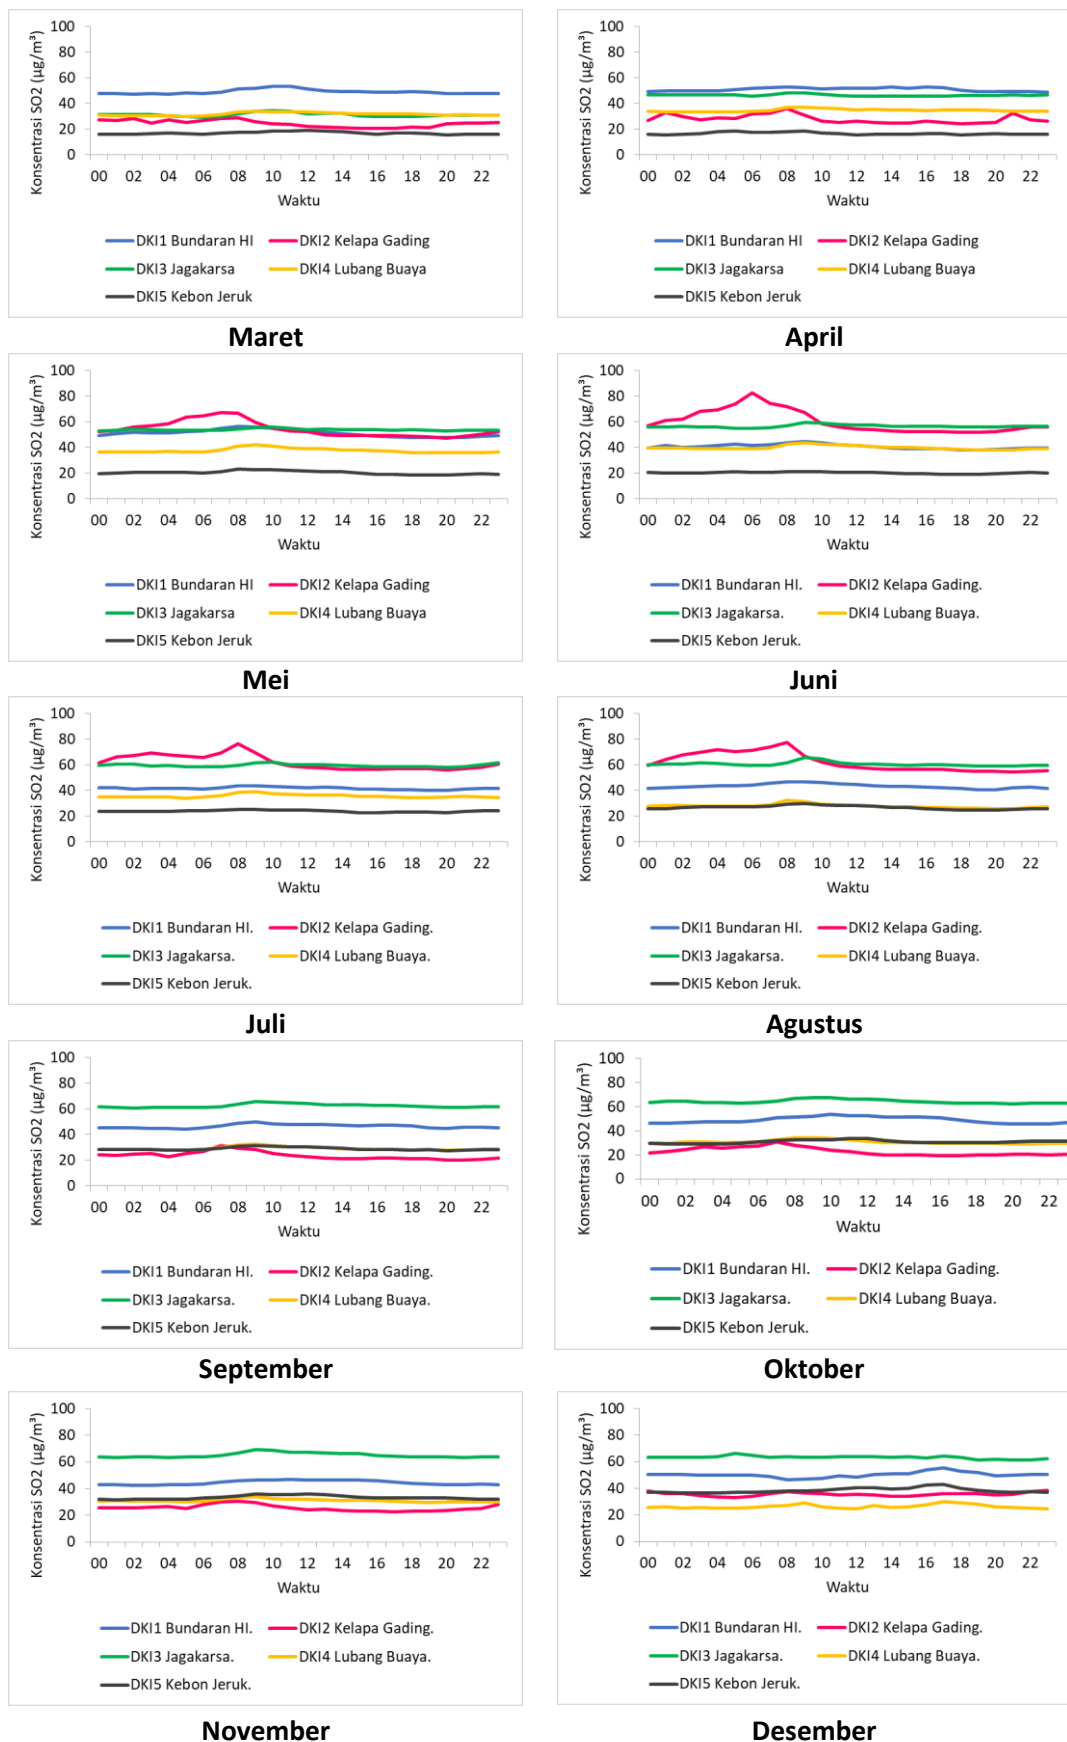 Konsentrasi SO2 (µg/m³)
100
80
60
40
20
0
00 02 04 06 08 10 12 14 16 18 20 22
Waktu
DKI1 Bundaran HI DKI2 Kelapa Gading
DKI3 Jagakarsa DKI4 Lubang Buaya
DKI5 Kebon Jeruk
Maret
Konsentrasi SO2 (µg/m³)
100
80
60
40
20
0
00 02 04 06 08 10 12 14 16 18 20 22
Waktu
DKI1 Bundaran HI DKI2 Kelapa Gading
DKI3 Jagakarsa DKI4 Lubang Buaya
DKI5 Kebon Jeruk
April
Konsentrasi SO2 (µg/m³)
100
80
60
40
20
0
00 02 04 06 08 10 12 14 16 18 20 22
Waktu
DKI1 Bundaran HI DKI2 Kelapa Gading
DKI3 Jagakarsa DKI4 Lubang Buaya
DKI5 Kebon Jeruk
Mei
Konsentrasi SO2 (µg/m³)
100
80
60
40
20
0
00 02 04 06 08 10 12 14 16 18 20 22
Waktu
DKI1 Bundaran HI. DKI2 Kelapa Gading.
DKI3 Jagakarsa. DKI4 Lubang Buaya.
DKI5 Kebon Jeruk.
Juni
Konsentrasi SO2 (µg/m³)
100
80
60
40
20
0
00 02 04 06 08 10 12 14 16 18 20 22
Waktu
DKI1 Bundaran HI. DKI2 Kelapa Gading.
DKI3 Jagakarsa. DKI4 Lubang Buaya.
DKI5 Kebon Jeruk.
Juli
Konsentrasi SO2 (µg/m³)
100
80
60
40
20
0
00 02 04 06 08 10 12 14 16 18 20 22
Waktu
DKI1 Bundaran HI. DKI2 Kelapa Gading.
DKI3 Jagakarsa. DKI4 Lubang Buaya.
DKI5 Kebon Jeruk.
Agustus
Konsentrasi SO2 (µg/m³)
100
80
60
40
20
0
00 02 04 06 08 10 12 14 16 18 20 22
Waktu
DKI1 Bundaran HI. DKI2 Kelapa Gading.
DKI3 Jagakarsa. DKI4 Lubang Buaya.
DKI5 Kebon Jeruk.
September
Konsentrasi SO2 (µg/m³)
100
80
60
40
20
0
00 02 04 06 08 10 12 14 16 18 20 22
Waktu
DKI1 Bundaran HI. DKI2 Kelapa Gading.
DKI3 Jagakarsa. DKI4 Lubang Buaya.
DKI5 Kebon Jeruk.
Oktober
Konsentrasi SO2 (µg/m³)
100
80
60
40
20
0
00 02 04 06 08 10 12 14 16 18 20 22
Waktu
DKI1 Bundaran HI. DKI2 Kelapa Gading.
DKI3 Jagakarsa. DKI4 Lubang Buaya.
DKI5 Kebon Jeruk.
November
Konsentrasi SO2 (µg/m³)
100
80
60
40
20
0
00 02 04 06 08 10 12 14 16 18 20 22
Waktu
DKI1 Bundaran HI. DKI2 Kelapa Gading.
DKI3 Jagakarsa. DKI4 Lubang Buaya.
DKI5 Kebon Jeruk.
Desember